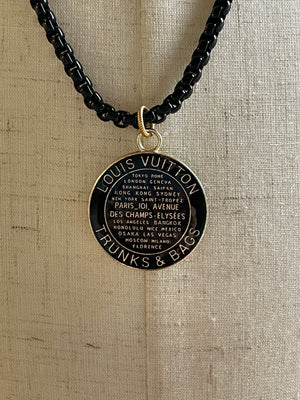 LOUIS VUITTON
TOKYO ROME
LONDON GENEVA
SHANGHAI SAIPAN
HONG KONG SYDNEY
NEW YORK SAINT-TROPEZ
PARIS, 101, AVENUE
DES CHAMPS-ELYSÉES
LOS ANGELES BANGKOK
HONOLULU NICE MEXICO
OSAKA LAS VEGAS
MOSCOW MILANO
FLORENCE
TRUNKS & BAGS